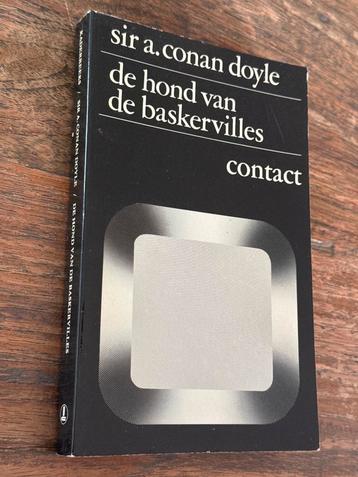 sir a. conan doyle
de hond van
de baskervilles
contact
SIR A. CONAN DOYLE / DE HOND VAN DE BASKERVILLES